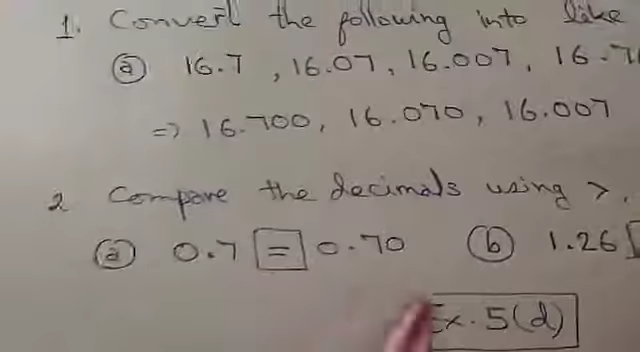 1. Convert the following into like
(a) 16.7 , 16.07, 16.007, 16.7
=> 16.700, 16.070, 16.007
2 Compare the decimals using >,
(a) 0.7 = 0.70 (b) 1.26
Ex. 5(d)